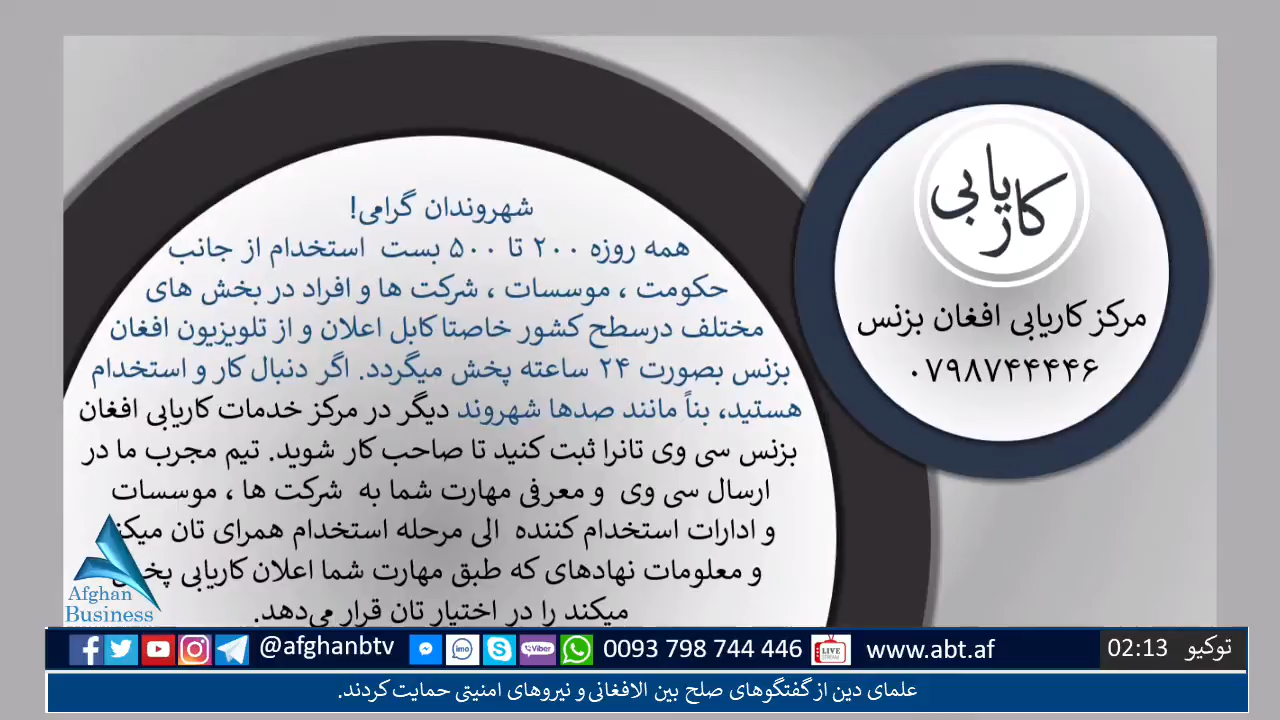 شهروندان گرامی!
همه روزه ۲۰۰ تا ۵۰۰ بست استخدام از جانب
حکومت ، موسسات ، شرکت ها و افراد در بخش های
مختلف درسطح کشور خاصتا کابل اعلان و از تلویزیون افغان
بزنس بصورت ۲۴ ساعته پخش میگردد. اگر دنبال کار و استخدام
هستید، بناً مانند صدها شهروند دیگر در مرکز خدمات کاریابی افغان
بزنس سی وی تانرا ثبت کنید تا صاحب کار شوید. تیم مجرب ما در
ارسال سی وی و معرفی مهارت شما به شرکت ها ، موسسات
و ادارات استخدام کننده الی مرحله استخدام همرای تان
و معلومات نهادهای که طبق مهارت شما اعلان کاریابی
میکند را در اختیار تان قرار می‌دهد.
کاریابی
مرکز کاریابی افغان بزنس
۰۷۹۸۷۴۴۴۴۶
Afghan
Business
@afghanbtv imo Viber 0093 798 744 446 LIVE STREAM www.abt.af 02:13 توکیو
علمای دین از گفتگوهای صلح بین الافغانی و نیروهای امنیتی حمایت کردند.